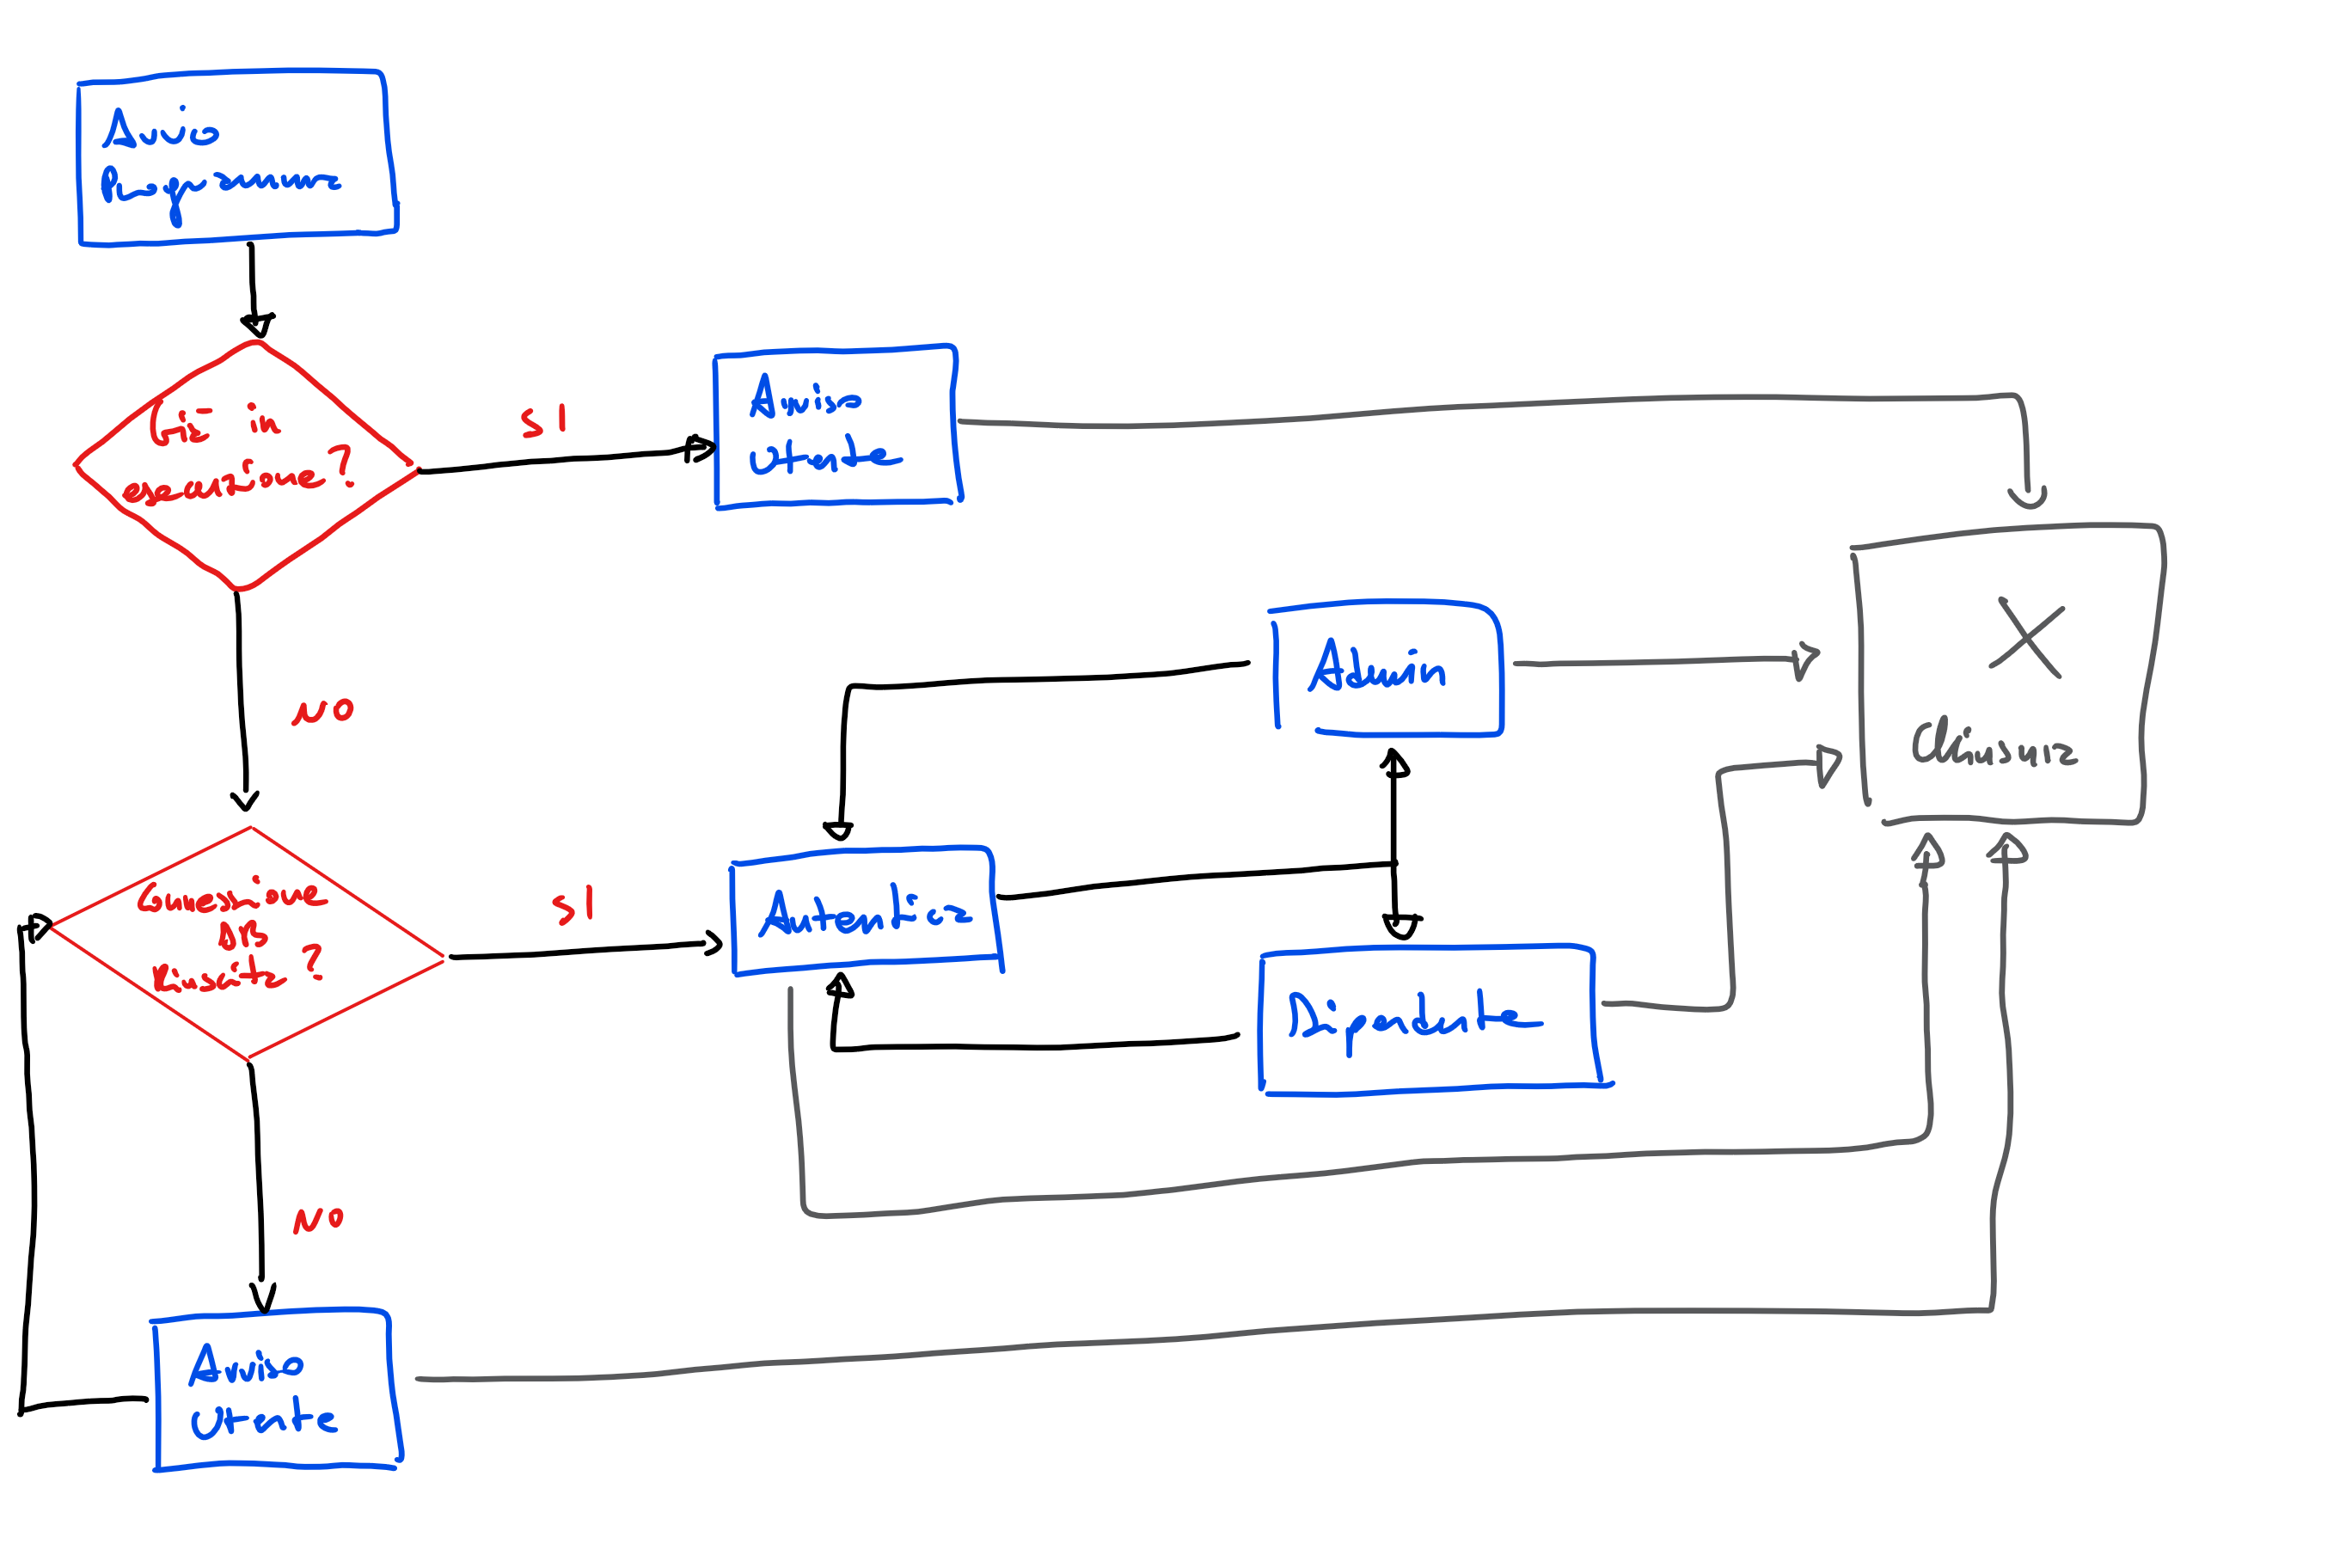 Avvio
Programma
Già in
esecuzione?
SI
Avviso
utente
NO
Admin
X
Chiusura
Connessione
DB
Riuscita?
SI
Autentica
Dipendente
NO
Avviso
Utente